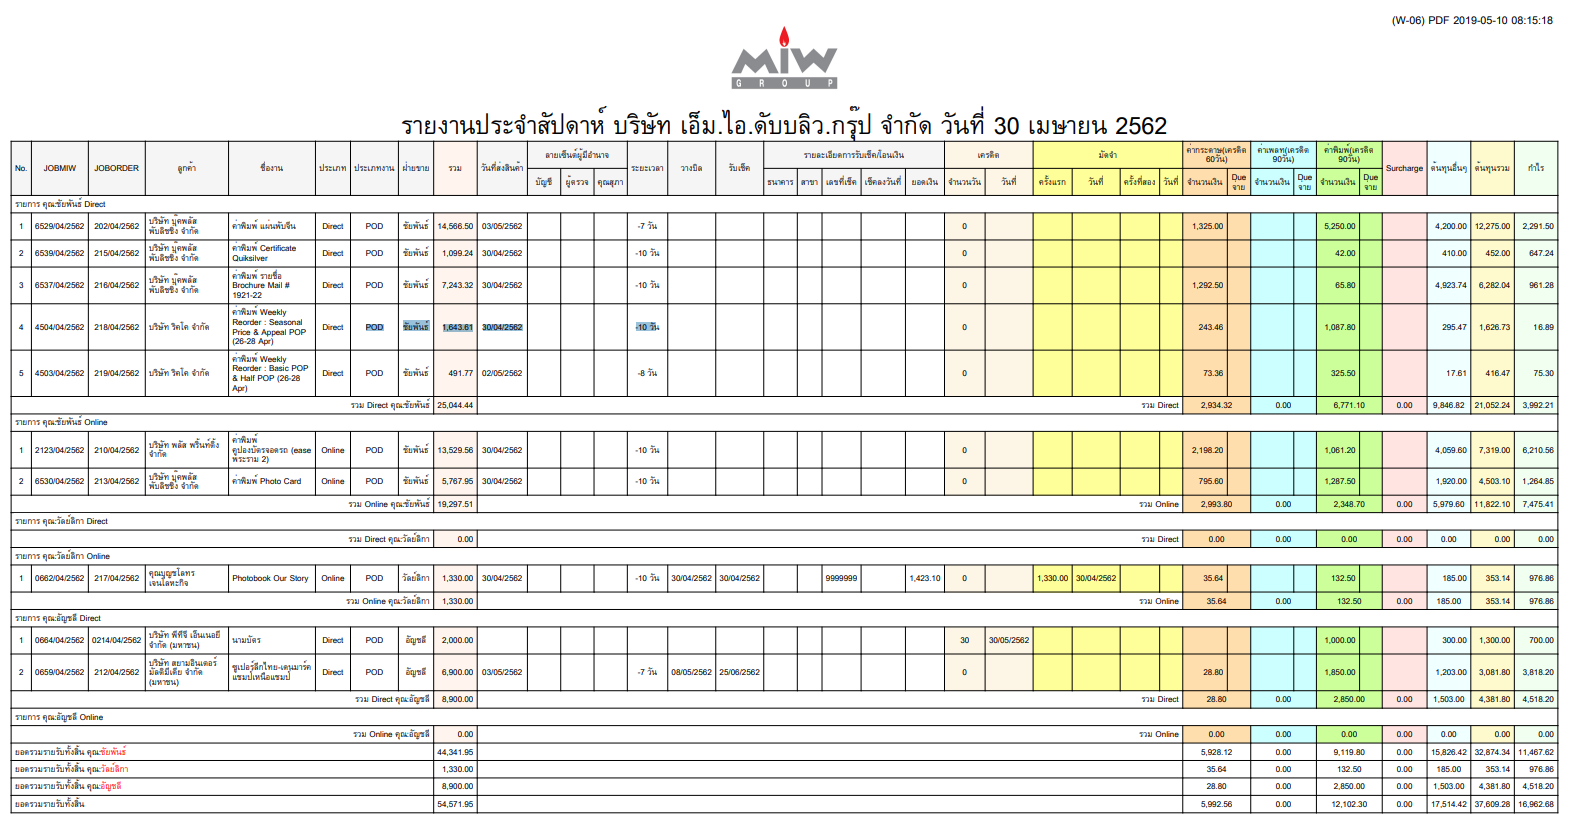 (W-06) PDF 2019-05-10 08:15:18
MIW
GROUP
รายงานประจำสัปดาห์ บริษัท เอ็ม.ไอ.ดับบลิว.กรุ๊ป จำกัด วันที่ 30 เมษายน 2562
No. JOBMIW JOBORDER ลูกค้า ชื่องาน ประเภท ประเภทงาน ฝ่ายขาย รวม วันที่ส่งสินค้า ลายเซ็นต์ผู้มีอำนาจ ระยะเวลา วางบิล รับเช็ค รายละเอียดการรับเช็ค/โอนเงิน เครดิต มัดจำ ค่ากระดาษ(เครดิต 60วัน) ค่าเพลท(เครดิต 90วัน) ค่าพิมพ์(เครดิต 90วัน) Surcharge ต้นทุนอื่นๆ ต้นทุนรวม กำไร
บัญชี ผู้ตรวจ คุณสุภา ธนาคาร สาขา เลขที่เช็ค เช็คลงวันที่ ยอดเงิน จำนวนวัน วันที่ ครั้งแรก วันที่ ครั้งที่สอง วันที่ จำนวนเงิน Due จ่าย จำนวนเงิน Due จ่าย จำนวนเงิน Due จ่าย
รายการ คุณ:ชัยพันธ์ Direct
1 6529/04/2562 202/04/2562 บริษัท บุ๊คพลัส พับลิชชิ่ง จำกัด ค่าพิมพ์ แผ่นพับจีน Direct POD ชัยพันธ์ 14,566.50 03/05/2562 -7 วัน 0 1,325.00 5,250.00 4,200.00 12,275.00 2,291.50
2 6539/04/2562 215/04/2562 บริษัท บุ๊คพลัส พับลิชชิ่ง จำกัด ค่าพิมพ์ Certificate Quiksilver Direct POD ชัยพันธ์ 1,099.24 30/04/2562 -10 วัน 0 42.00 410.00 452.00 647.24
3 6537/04/2562 216/04/2562 บริษัท บุ๊คพลัส พับลิชชิ่ง จำกัด ค่าพิมพ์ รายชื่อ Brochure Mail # 1921-22 Direct POD ชัยพันธ์ 7,243.32 30/04/2562 -10 วัน 0 1,292.50 65.80 4,923.74 6,282.04 961.28
4 4504/04/2562 218/04/2562 บริษัท ริคโค จำกัด ค่าพิมพ์ Weekly Reorder : Seasonal Price & Appeal POP (26-28 Apr) Direct POD ชัยพันธ์ 1,643.61 30/04/2562 -10 วัน 0 243.46 1,087.80 295.47 1,626.73 16.89
5 4503/04/2562 219/04/2562 บริษัท ริคโค จำกัด ค่าพิมพ์ Weekly Reorder : Basic POP & Half POP (26-28 Apr) Direct POD ชัยพันธ์ 491.77 02/05/2562 -8 วัน 0 73.36 325.50 17.61 416.47 75.30
รวม Direct คุณ:ชัยพันธ์ 25,044.44 รวม Direct 2,934.32 0.00 6,771.10 0.00 9,846.82 21,052.24 3,992.21
รายการ คุณ:ชัยพันธ์ Online
1 2123/04/2562 210/04/2562 บริษัท พลัส พริ้นท์ติ้ง จำกัด ค่าพิมพ์ คูปองบัตรจอดรถ (ease พระราม 2) Online POD ชัยพันธ์ 13,529.56 30/04/2562 -10 วัน 0 2,198.20 1,061.20 4,059.60 7,319.00 6,210.56
2 6530/04/2562 213/04/2562 บริษัท บุ๊คพลัส พับลิชชิ่ง จำกัด ค่าพิมพ์ Photo Card Online POD ชัยพันธ์ 5,767.95 30/04/2562 -10 วัน 0 795.60 1,287.50 1,920.00 4,503.10 1,264.85
รวม Online คุณ:ชัยพันธ์ 19,297.51 รวม Online 2,993.80 0.00 2,348.70 0.00 5,979.60 11,822.10 7,475.41
รายการ คุณ:วัลย์ลิกา Direct
รวม Direct คุณ:วัลย์ลิกา 0.00 รวม Direct 0.00 0.00 0.00 0.00 0.00 0.00 0.00
รายการ คุณ:วัลย์ลิกา Online
1 0662/04/2562 217/04/2562 คุณบุญชโลทร เจนโลหะกิจ Photobook Our Story Online POD วัลย์ลิกา 1,330.00 30/04/2562 -10 วัน 30/04/2562 30/04/2562 9999999 1,423.10 0 1,330.00 30/04/2562 35.64 132.50 185.00 353.14 976.86
รวม Online คุณ:วัลย์ลิกา 1,330.00 รวม Online 35.64 0.00 132.50 0.00 185.00 353.14 976.86
รายการ คุณ:อัญชลี Direct
1 0664/04/2562 0214/04/2562 บริษัท พีทีจี เอ็นเนอยี จำกัด (มหาชน) นามบัตร Direct POD อัญชลี 2,000.00 30 30/05/2562 1,000.00 300.00 1,300.00 700.00
2 0659/04/2562 212/04/2562 บริษัท สยามอินเตอร์ มัลติมีเดีย จำกัด (มหาชน) ซูเปอร์ลีกไทย-เดนมาร์ค แชมป์เหนือแชมป์ Direct POD อัญชลี 6,900.00 03/05/2562 -7 วัน 08/05/2562 25/06/2562 0 28.80 1,850.00 1,203.00 3,081.80 3,818.20
รวม Direct คุณ:อัญชลี 8,900.00 รวม Direct 28.80 0.00 2,850.00 0.00 1,503.00 4,381.80 4,518.20
รายการ คุณ:อัญชลี Online
รวม Online คุณ:อัญชลี 0.00 รวม Online 0.00 0.00 0.00 0.00 0.00 0.00 0.00
ยอดรวมรายรับทั้งสิ้น คุณ:ชัยพันธ์ 44,341.95 5,928.12 0.00 9,119.80 0.00 15,826.42 32,874.34 11,467.62
ยอดรวมรายรับทั้งสิ้น คุณ:วัลย์ลิกา 1,330.00 35.64 0.00 132.50 0.00 185.00 353.14 976.86
ยอดรวมรายรับทั้งสิ้น คุณ:อัญชลี 8,900.00 28.80 0.00 2,850.00 0.00 1,503.00 4,381.80 4,518.20
ยอดรวมรายรับทั้งสิ้น 54,571.95 5,992.56 0.00 12,102.30 0.00 17,514.42 37,609.28 16,962.68